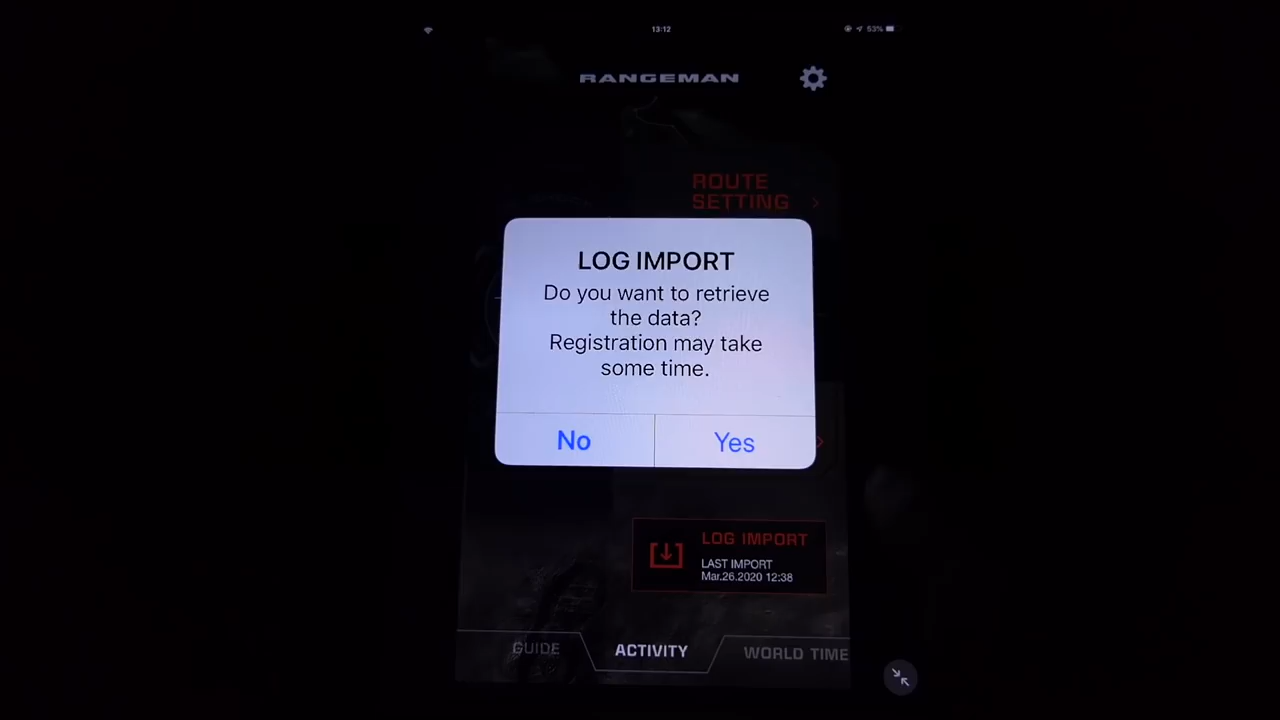 13:12
53%
RANGEMAN
ROUTE
SETTING
LOG IMPORT
Do you want to retrieve
the data?
Registration may take
some time.
No
Yes
LOG IMPORT
LAST IMPORT
Mar.26.2020 12:38
GUIDE
ACTIVITY
WORLD TIME